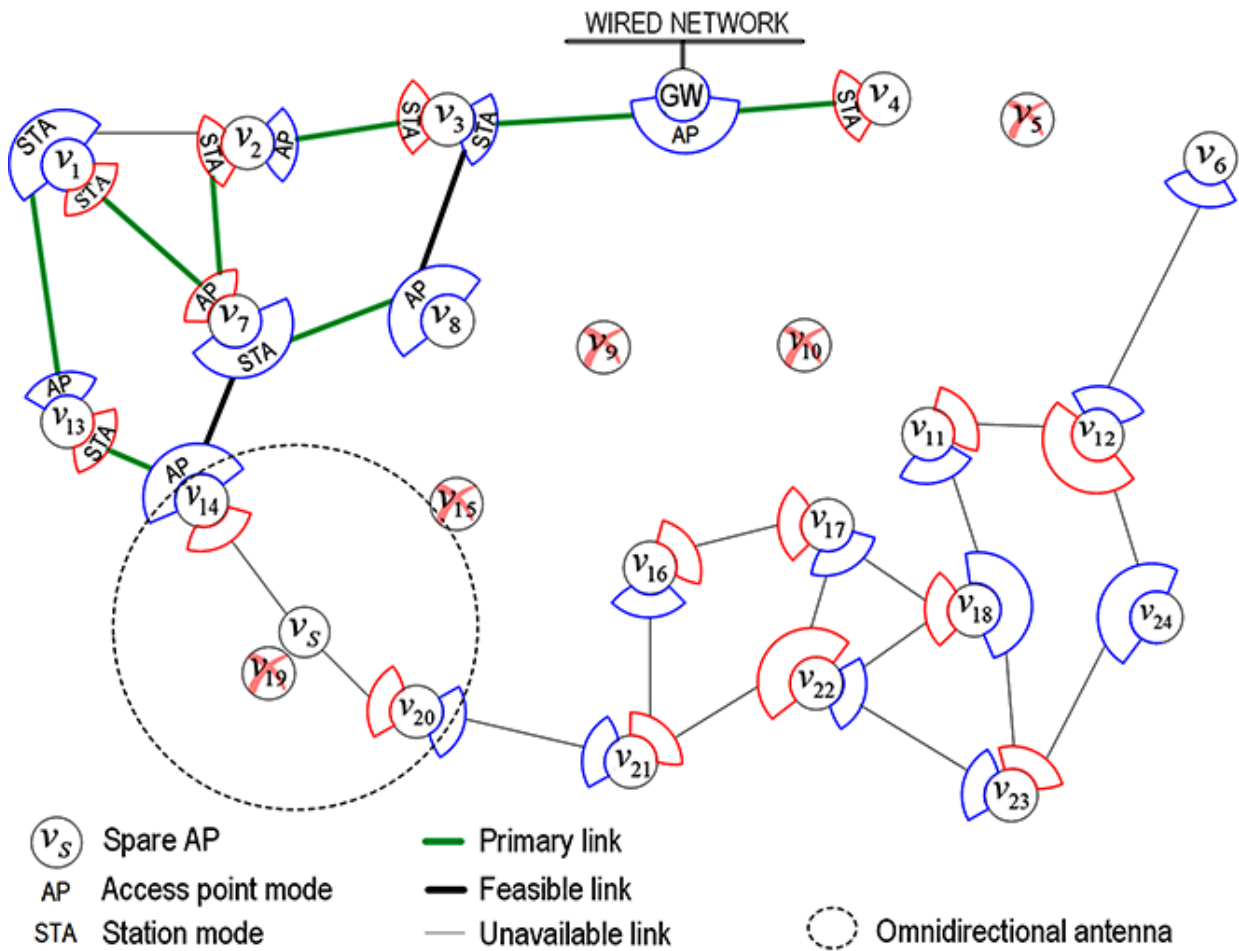 WIRED NETWORK
GW
AP
STA
v4
v5
v6
STA
v1
STA
STA
v2
AP
STA
v3
STA
AP
v7
STA
AP
v8
v9
v10
AP
v13
STA
AP
v14
v15
v11
v12
v16
v17
v18
v24
vS
v19
v20
v21
v22
v23
vS Spare AP
AP Access point mode
STA Station mode
Primary link
Feasible link
Unavailable link
Omnidirectional antenna